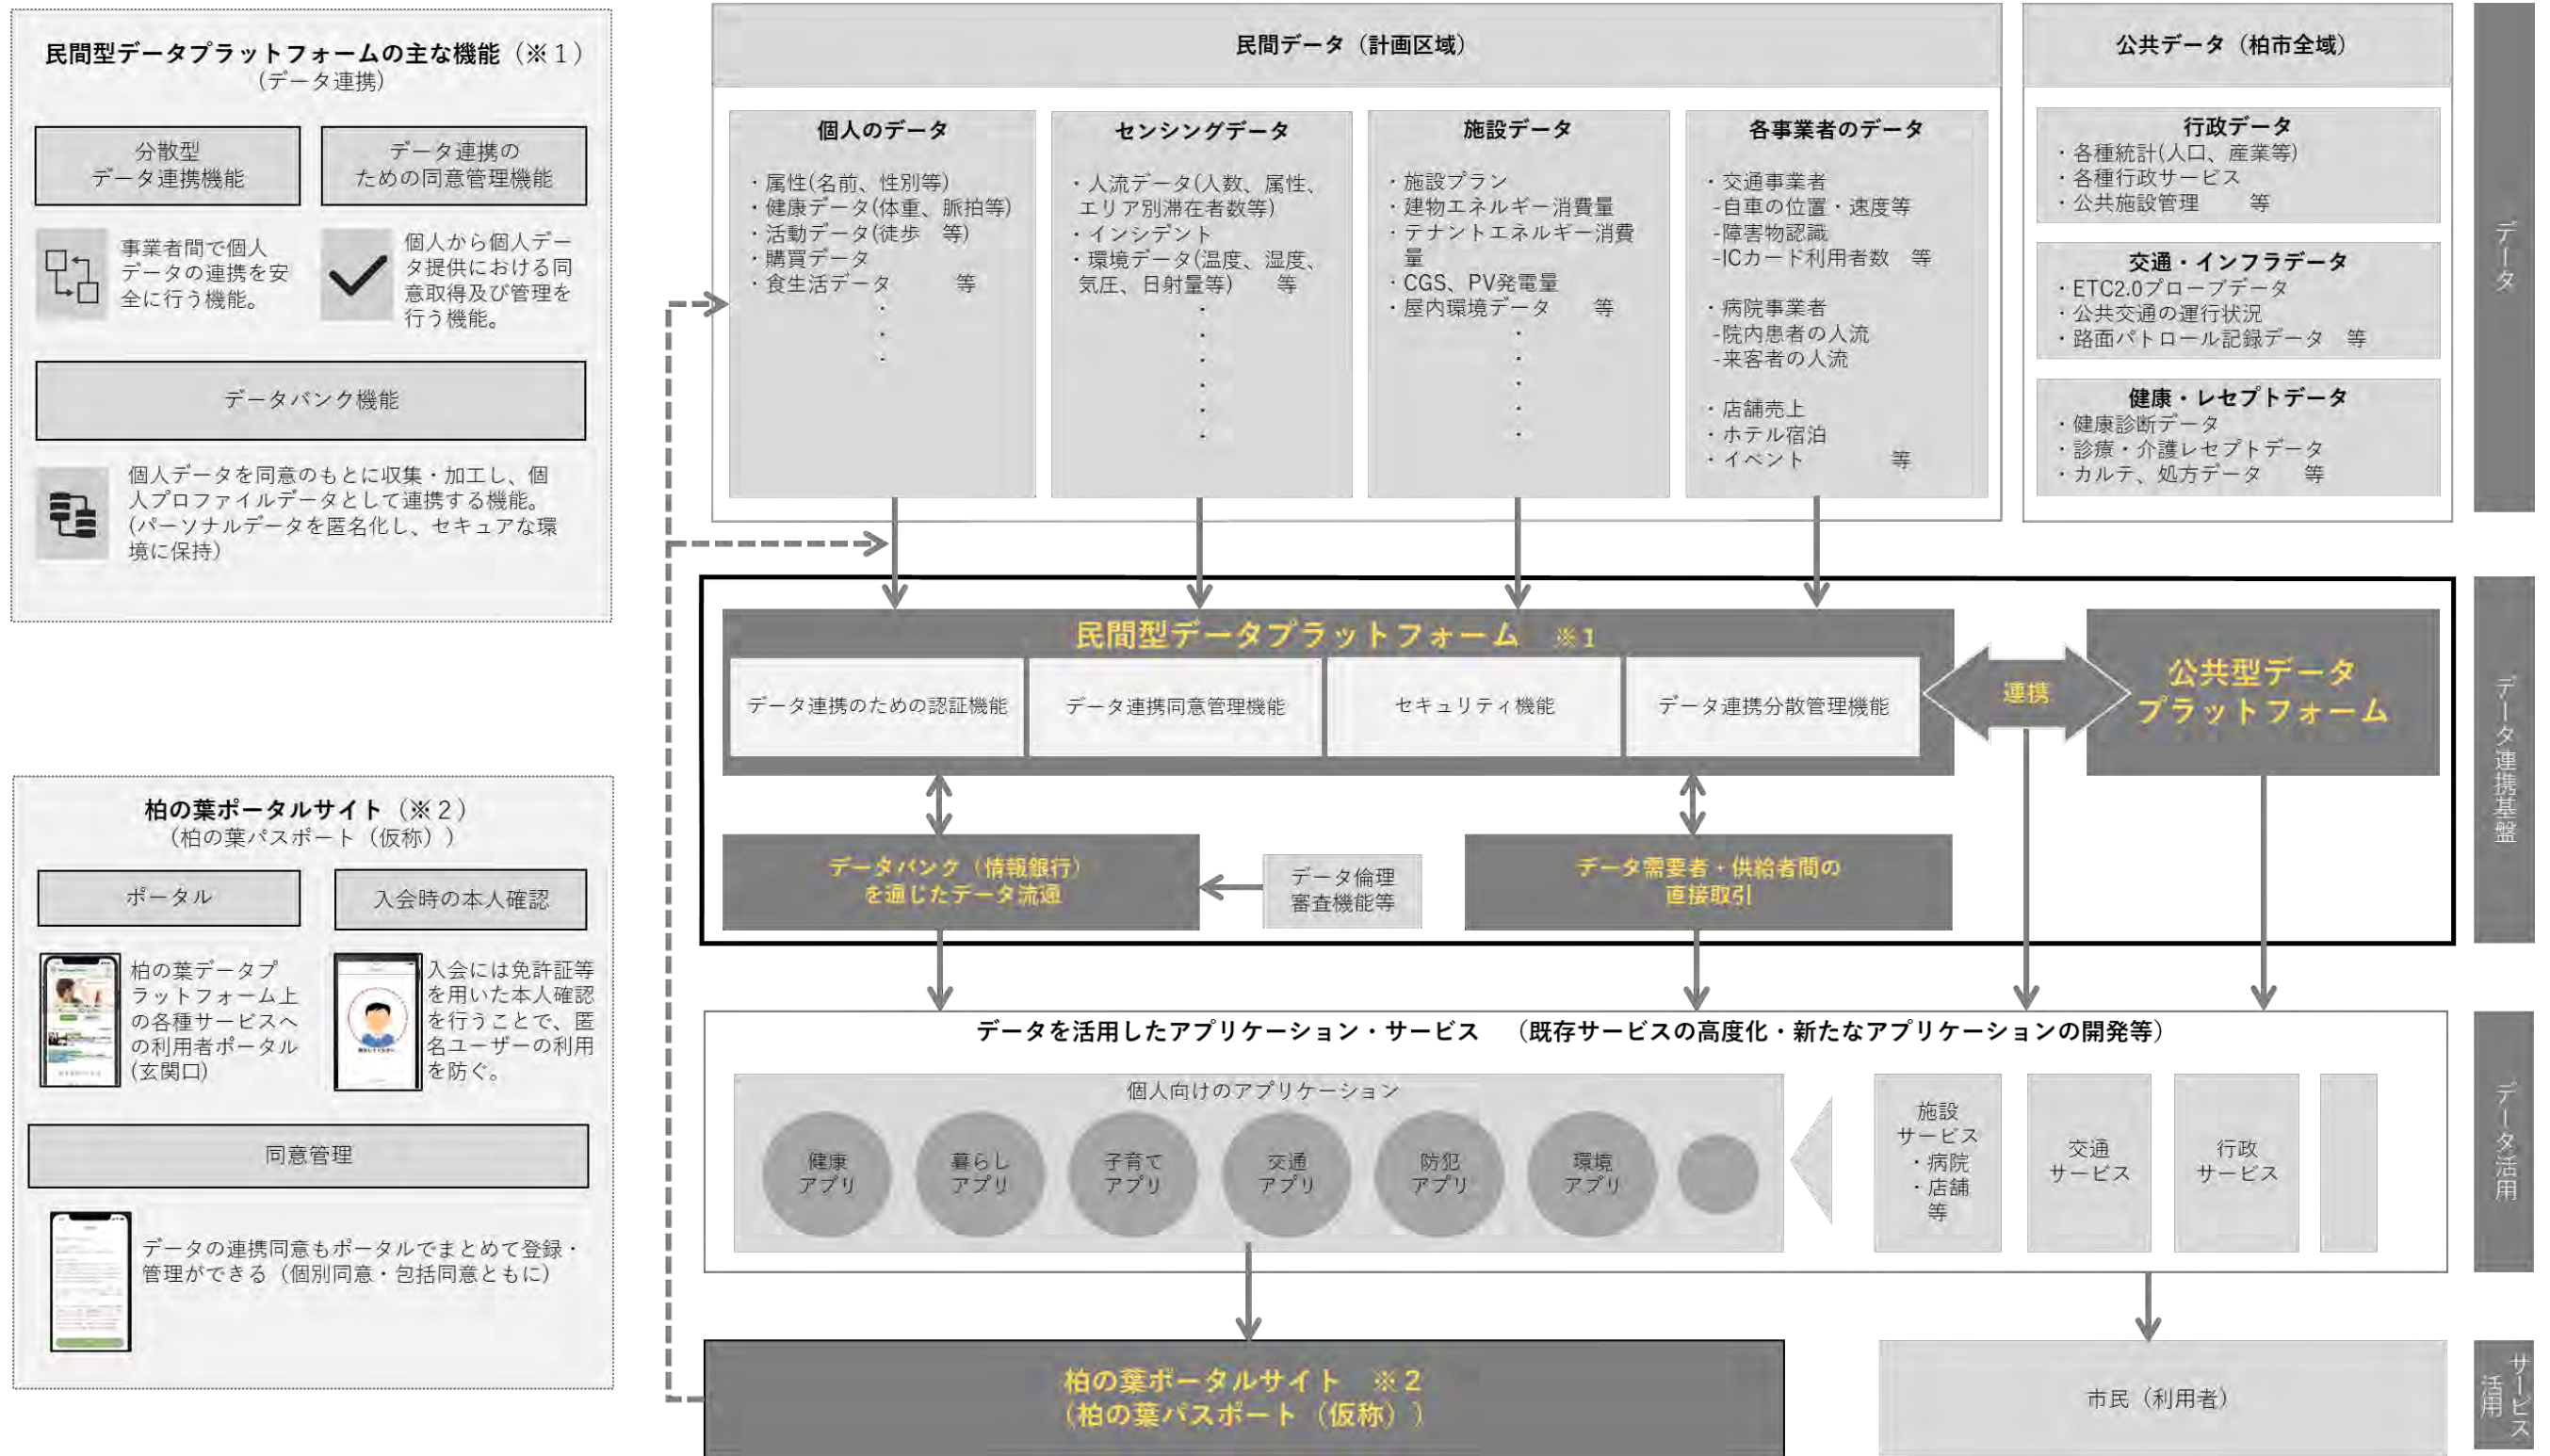 民間型データプラットフォームの主な機能（※１）
(データ連携)
分散型
データ連携機能
データ連携の
ための同意管理機能
事業者間で個人
データの連携を安
全に行う機能。
個人から個人デー
タ提供における同
意取得及び管理を
行う機能。
データバンク機能
個人データを同意のもとに収集・加工し、個
人プロファイルデータとして連携する機能。
(パーソナルデータを匿名化し、セキュアな環
境に保持)
柏の葉ポータルサイト（※２）
（柏の葉パスポート（仮称））
ポータル
入会時の本人確認
柏の葉データプ
ラットフォーム上
の各種サービスへ
の利用者ポータル
(玄関口)
入会には免許証等
を用いた本人確認
を行うことで、匿
名ユーザーの利用
を防ぐ。
同意管理
データの連携同意もポータルでまとめて登録・
管理ができる（個別同意・包括同意ともに）
民間データ（計画区域）
個人のデータ
・属性(名前、性別等)
・健康データ(体重、脈拍等)
・活動データ(徒歩　等)
・購買データ
・食生活データ　　　等
・
・
・
センシングデータ
・人流データ(人数、属性、
エリア別滞在者数等)
・インシデント
・環境データ(温度、湿度、
気圧、日射量等)　　等
・
・
・
・
・
・
施設データ
・施設プラン
・建物エネルギー消費量
・テナントエネルギー消費
量
・CGS、PV発電量
・屋内環境データ　　等
・
・
・
・
・
各事業者のデータ
・交通事業者
-自車の位置・速度等
-障害物認識
-ICカード利用者数　等
・病院事業者
-院内患者の人流
-来客者の人流
・店舗売上
・ホテル宿泊
・イベント　　　　等
公共データ（柏市全域）
行政データ
・各種統計(人口、産業等)
・各種行政サービス
・公共施設管理　　等
交通・インフラデータ
・ETC2.0プローブデータ
・公共交通の運行状況
・路面パトロール記録データ　等
健康・レセプトデータ
・健康診断データ
・診療・介護レセプトデータ
・カルテ、処方データ　　等
データ
民間型データプラットフォーム　※１
データ連携のための認証機能
データ連携同意管理機能
セキュリティ機能
データ連携分散管理機能
連携
公共型データ
プラットフォーム
データバンク（情報銀行）
を通じたデータ流通
データ倫理
審査機能等
データ需要者・供給者間の
直接取引
データ連携基盤
データを活用したアプリケーション・サービス　（既存サービスの高度化・新たなアプリケーションの開発等）
個人向けのアプリケーション
健康
アプリ
暮らし
アプリ
子育て
アプリ
交通
アプリ
防犯
アプリ
環境
アプリ
施設
サービス
・病院
・店舗
等
交通
サービス
行政
サービス
データ活用
柏の葉ポータルサイト　※２
（柏の葉パスポート（仮称））
市民（利用者）
サービス
活用